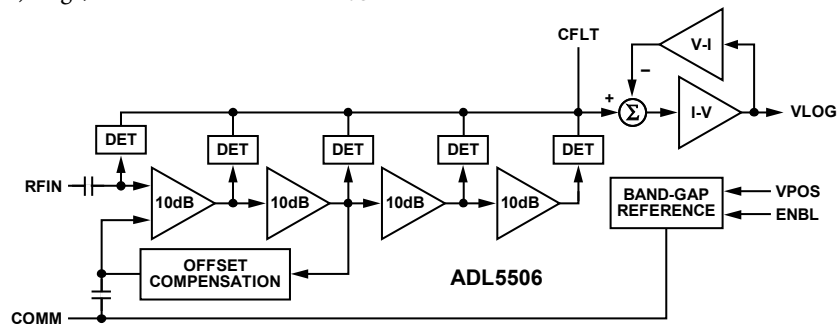 CFLT
V-I
–
+
Σ
I-V
VLOG
DET
DET
DET
DET
DET
RFIN
10dB
10dB
10dB
10dB
BAND-GAP
REFERENCE
VPOS
ENBL
OFFSET
COMPENSATION
ADL5506
COMM